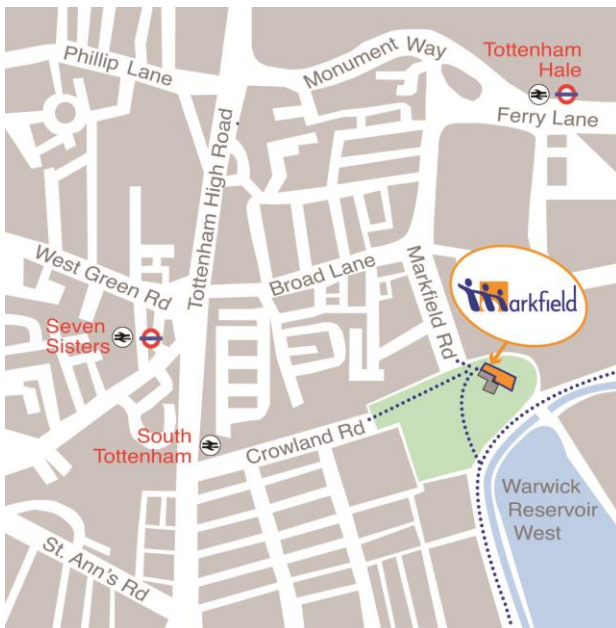 Phillip Lane
Monument Way
Tottenham
Hale
Ferry Lane
Tottenham High Road
West Green Rd
Broad Lane
Markfield Rd
markfield
Seven
Sisters
South
Tottenham
Crowland Rd
Warwick
Reservoir
West
St. Ann's Rd